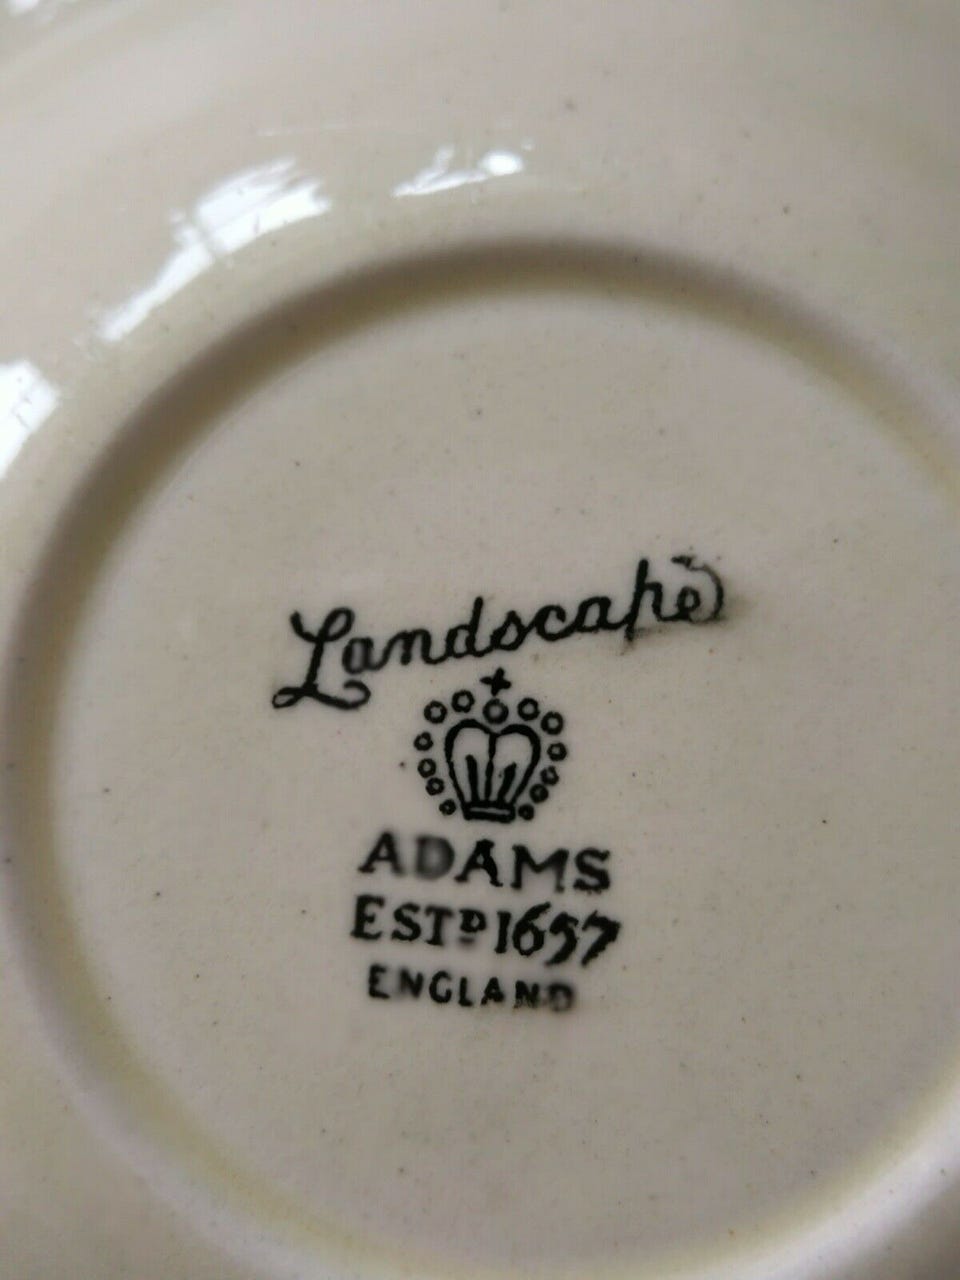 Landscape
ADAMS
ESTD 1657
ENGLAND